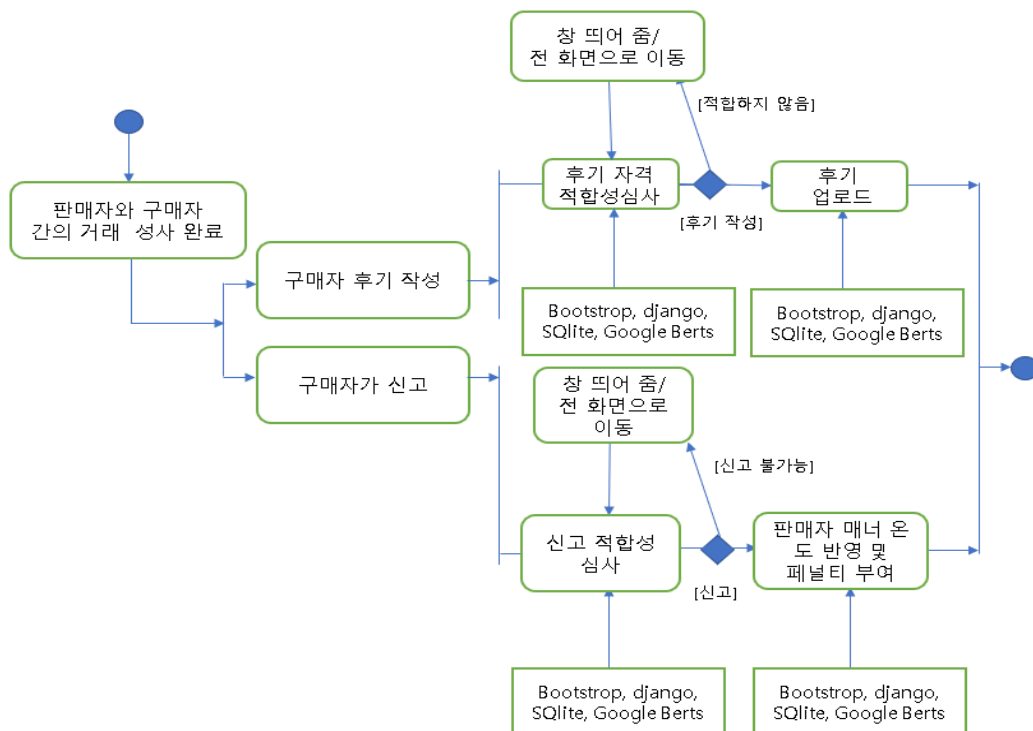 창 띄어 줌/
전 화면으로 이동
[적합하지 않음]
판매자와 구매자
간의 거래 성사 완료
후기 자격
적합성심사
후기
업로드
[후기 작성]
구매자 후기 작성
Bootstrop, django,
SQlite, Google Berts
Bootstrop, django,
SQlite, Google Berts
구매자가 신고
창 띄어 줌/
전 화면으로
이동
[신고 불가능]
신고 적합성
심사
판매자 매너 온
도 반영 및
페널티 부여
[신고]
Bootstrop, django,
SQlite, Google Berts
Bootstrop, django,
SQlite, Google Berts